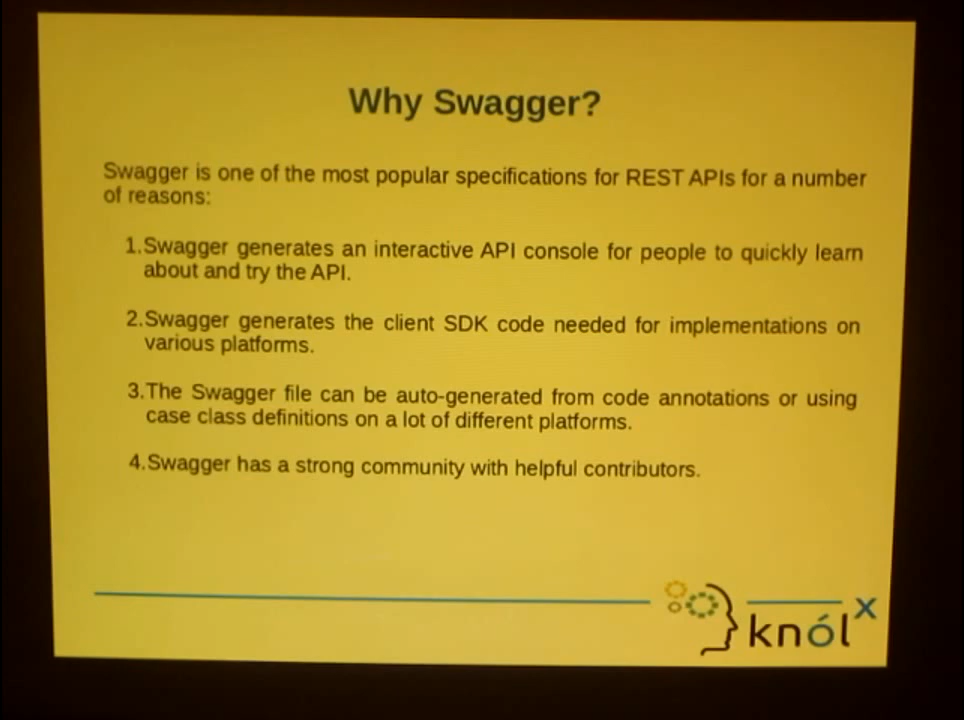 Why Swagger?
Swagger is one of the most popular specifications for REST APIs for a number
of reasons:
1.Swagger generates an interactive API console for people to quickly learn
about and try the API.
2.Swagger generates the client SDK code needed for implementations on
various platforms.
3.The Swagger file can be auto-generated from code annotations or using
case class definitions on a lot of different platforms.
4.Swagger has a strong community with helpful contributors.
knólx